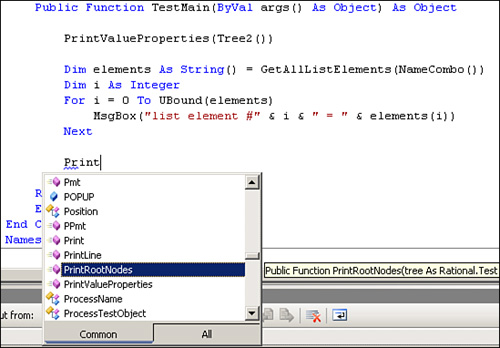 Public Function TestMain(ByVal args() As Object) As Object
PrintValueProperties(Tree2())
Dim elements As String() = GetAllListElements(NameCombo())
Dim i As Integer
For i = 0 To UBound(elements)
MsgBox("list element #" & i & " = " & elements(i))
Next
Print
Pmt
POPUP
Position
PPmt
Print
PrintLine
PrintRootNodes
Public Function PrintRootNodes(tree As Rational.Test
PrintValueProperties
ProcessName
ProcessTestObject
Common All
R
E
End C
Names
ut from: